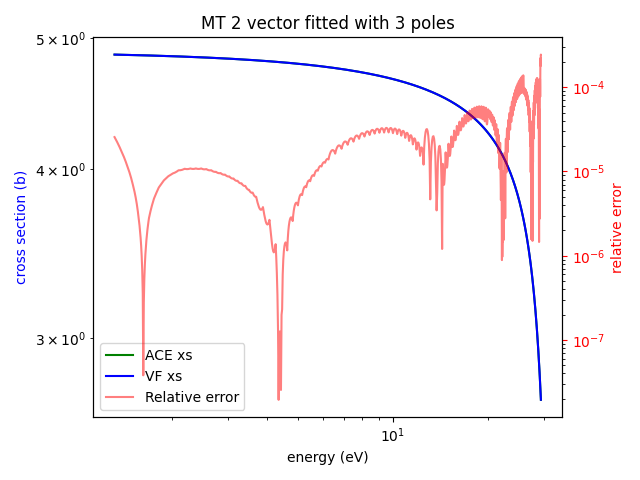 MT 2 vector fitted with 3 poles
5 × 10⁰
4 × 10⁰
3 × 10⁰
cross section (b)
10⁻⁴
10⁻⁵
10⁻⁶
10⁻⁷
relative error
ACE xs
VF xs
Relative error
10¹
energy (eV)